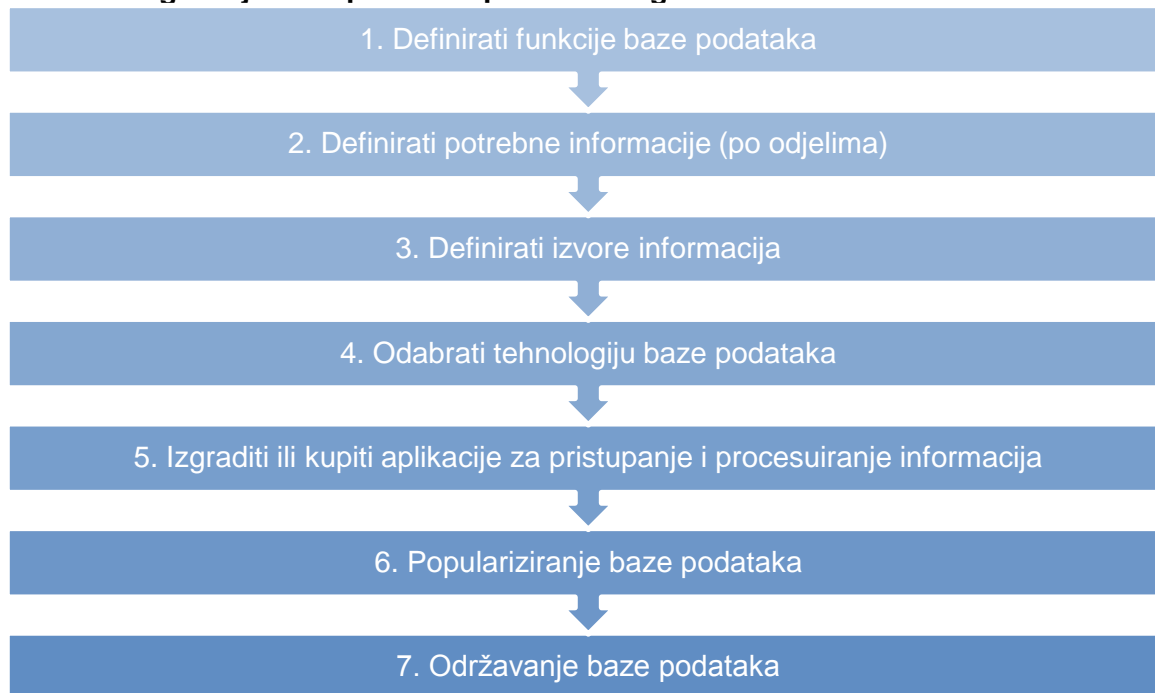 1. Definirati funkcije baze podataka
2. Definirati potrebne informacije (po odjelima)
3. Definirati izvore informacija
4. Odabrati tehnologiju baze podataka
5. Izgraditi ili kupiti aplikacije za pristupanje i procesuiranje informacija
6. Populariziranje baze podataka
7. Održavanje baze podataka